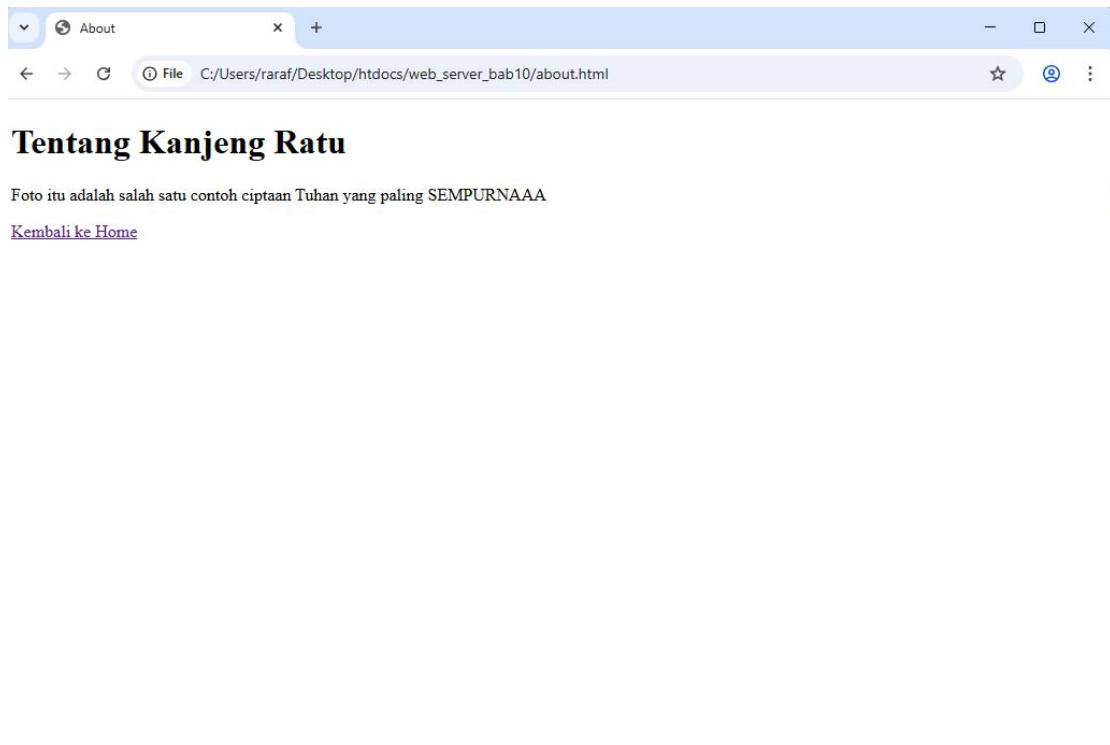 About
File C:/Users/raraf/Desktop/htdocs/web_server_bab10/about.html
Tentang Kanjeng Ratu
Foto itu adalah salah satu contoh ciptaan Tuhan yang paling SEMPURNAAA
Kembali ke Home